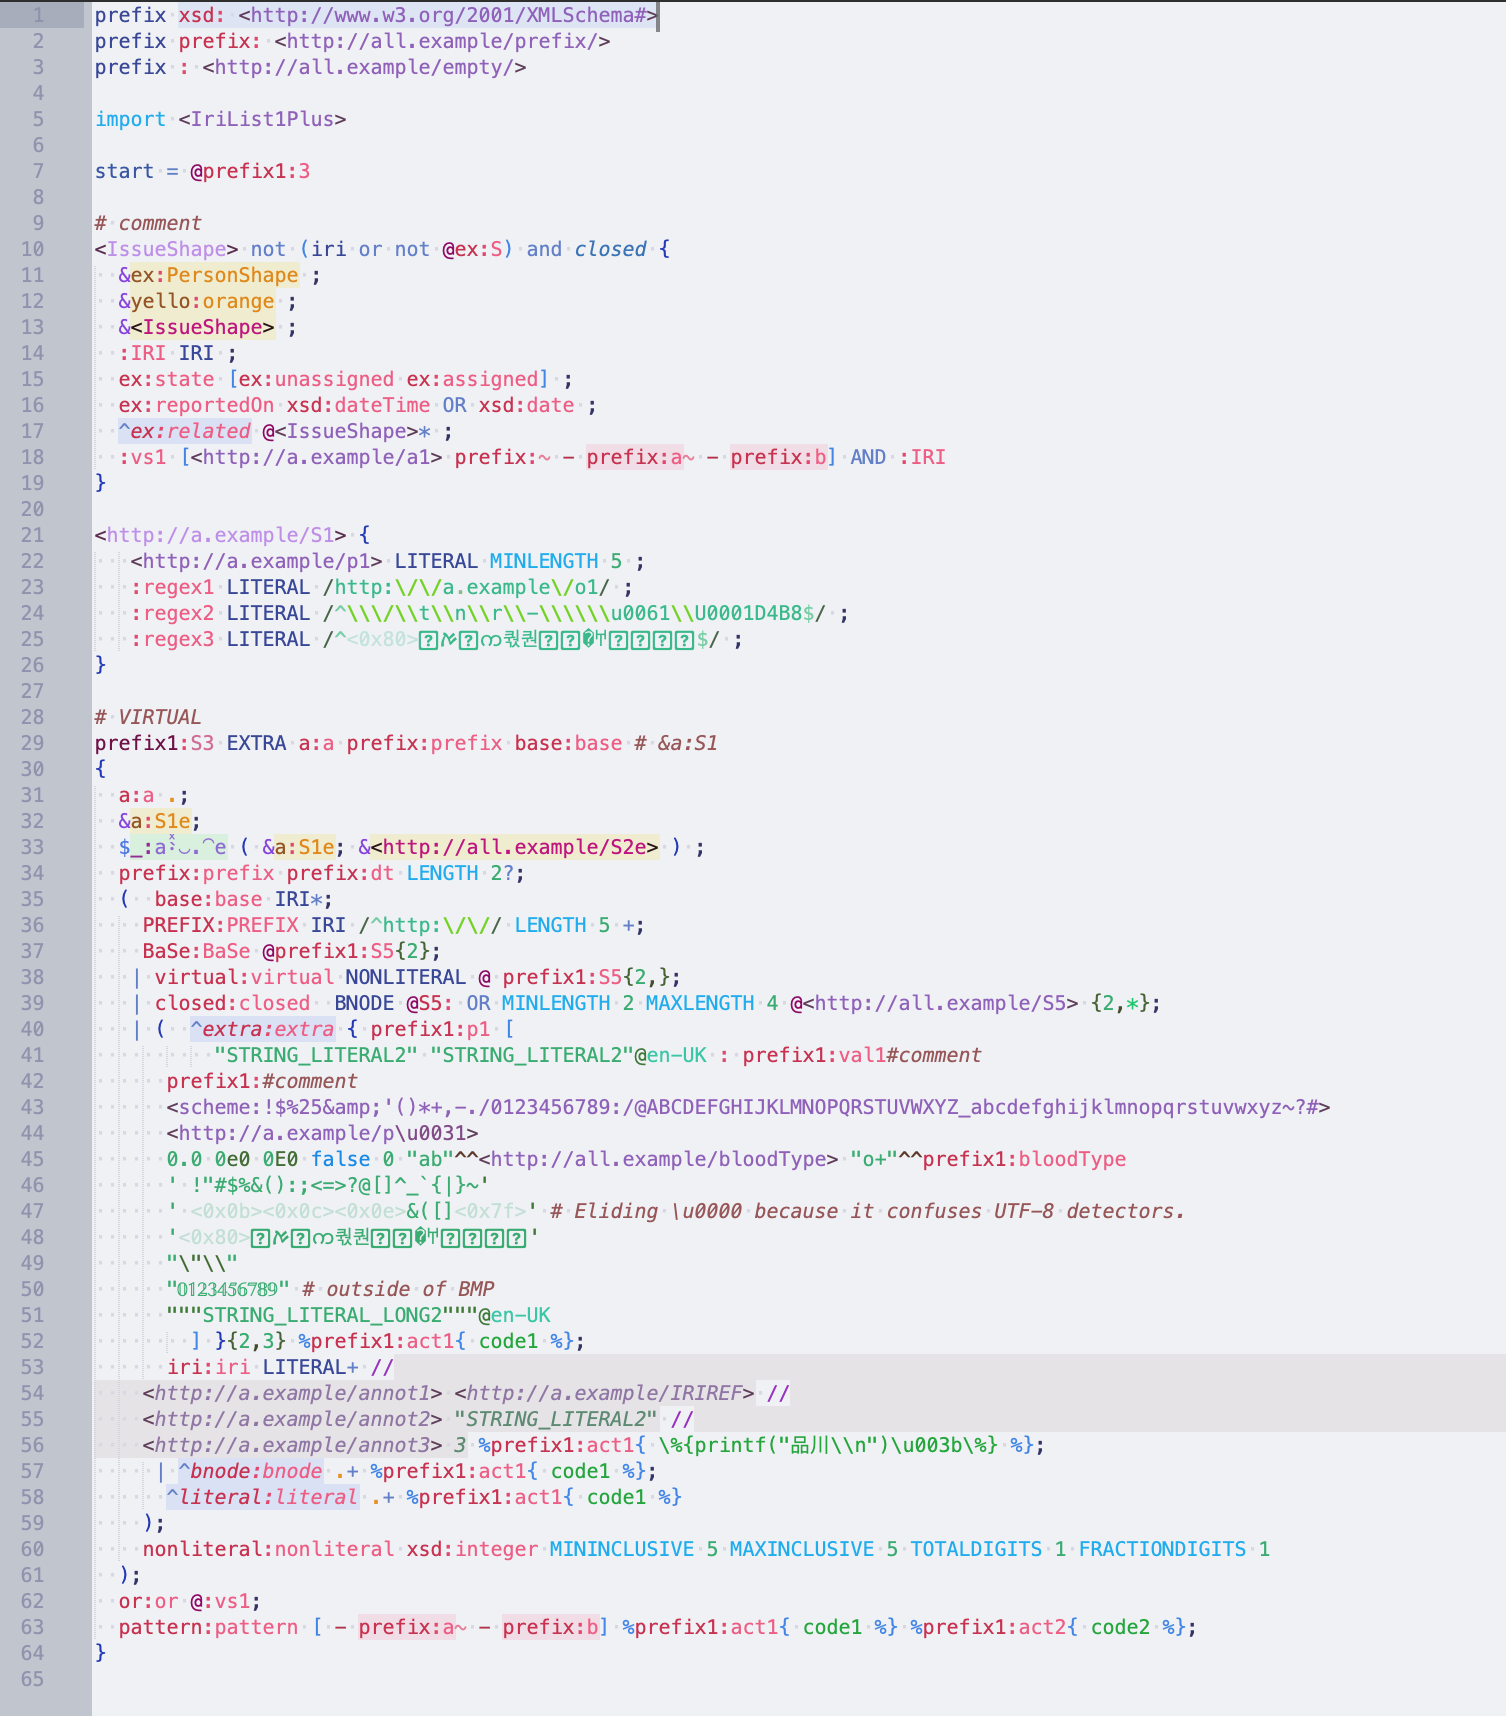 1 prefix xsd: <http://www.w3.org/2001/XMLSchema#>
2 prefix prefix: <http://all.example/prefix/>
3 prefix : <http://all.example/empty/>
4
5 import <IriList1Plus>
6
7 start = @prefix1:3
8
9 # comment
10 <IssueShape> not (iri or not @ex:S) and closed {
11 &ex:PersonShape ;
12 &yello:orange ;
13 &<IssueShape> ;
14 :IRI IRI ;
15 ex:state [ex:unassigned ex:assigned] ;
16 ex:reportedOn xsd:dateTime OR xsd:date ;
17 ^ex:related @<IssueShape>* ;
18 :vs1 [<http://a.example/a1> prefix:~ - prefix:a~ - prefix:b] AND :IRI
19 }
20
21 <http://a.example/S1> {
22 <http://a.example/p1> LITERAL MINLENGTH 5 ;
23 :regex1 LITERAL /http:\/\/a.example\/o1/ ;
24 :regex2 LITERAL /^\\\/\\t\\n\\r\\-\\\\\\u0061\\U0001D4B8$/ ;
25 :regex3 LITERAL /^<0x80>$/ ;
26 }
27
28 # VIRTUAL
29 prefix1:S3 EXTRA a:a prefix:prefix base:base # &a:S1
30 {
31 a:a .;
32 &a:S1e;
33 ( &a:S1e; &<http://all.example/S2e> ) ;
34 prefix:prefix prefix:dt LENGTH 2?;
35 ( base:base IRI*;
36 PREFIX:PREFIX IRI /^http:\/\// LENGTH 5 +;
37 BaSe:BaSe @prefix1:S5{2};
38 | virtual:virtual NONLITERAL @ prefix1:S5{2,};
39 | closed:closed BNODE @S5: OR MINLENGTH 2 MAXLENGTH 4 @<http://all.example/S5> {2,*};
40 | ( ^extra:extra { prefix1:p1 [
41 "STRING_LITERAL2" "STRING_LITERAL2"@en-UK : prefix1:val1#comment
42 prefix1:#comment
43 <scheme:!$%25&amp;'()*+,-./0123456789:/@ABCDEFGHIJKLMNOPQRSTUVWXYZ_abcdefghijklmnopqrstuvwxyz~?#>
44 <http://a.example/p\u0031>
45 0.0 0e0 0E0 false 0 "ab"^^<http://all.example/bloodType> "o+"^^prefix1:bloodType
46 ' !"#$%&():;<=>?@[]^_`{|}~'
47 ' <0x0b><0x0c><0x0e>&([]<0x7f>' # Eliding \u0000 because it confuses UTF-8 detectors.
48 '<0x80>'
49 "\"\\"
50 "𝟘𝟙𝟚𝟛𝟜𝟝𝟞𝟟𝟠𝟡" # outside of BMP
51 """STRING_LITERAL_LONG2"""@en-UK
52 ] }{2,3} %prefix1:act1{ code1 %};
53 iri:iri LITERAL+ //
54 <http://a.example/annot1> <http://a.example/IRIREF> //
55 <http://a.example/annot2> "STRING_LITERAL2" //
56 <http://a.example/annot3> 3 %prefix1:act1{ \%{printf("品川\\n")\u003b\%} %};
57 | ^bnode:bnode .+ %prefix1:act1{ code1 %};
58 ^literal:literal .+ %prefix1:act1{ code1 %}
59 );
60 nonliteral:nonliteral xsd:integer MININCLUSIVE 5 MAXINCLUSIVE 5 TOTALDIGITS 1 FRACTIONDIGITS 1
61 );
62 or:or @:vs1;
63 pattern:pattern [ - prefix:a~ - prefix:b] %prefix1:act1{ code1 %} %prefix1:act2{ code2 %};
64 }
65